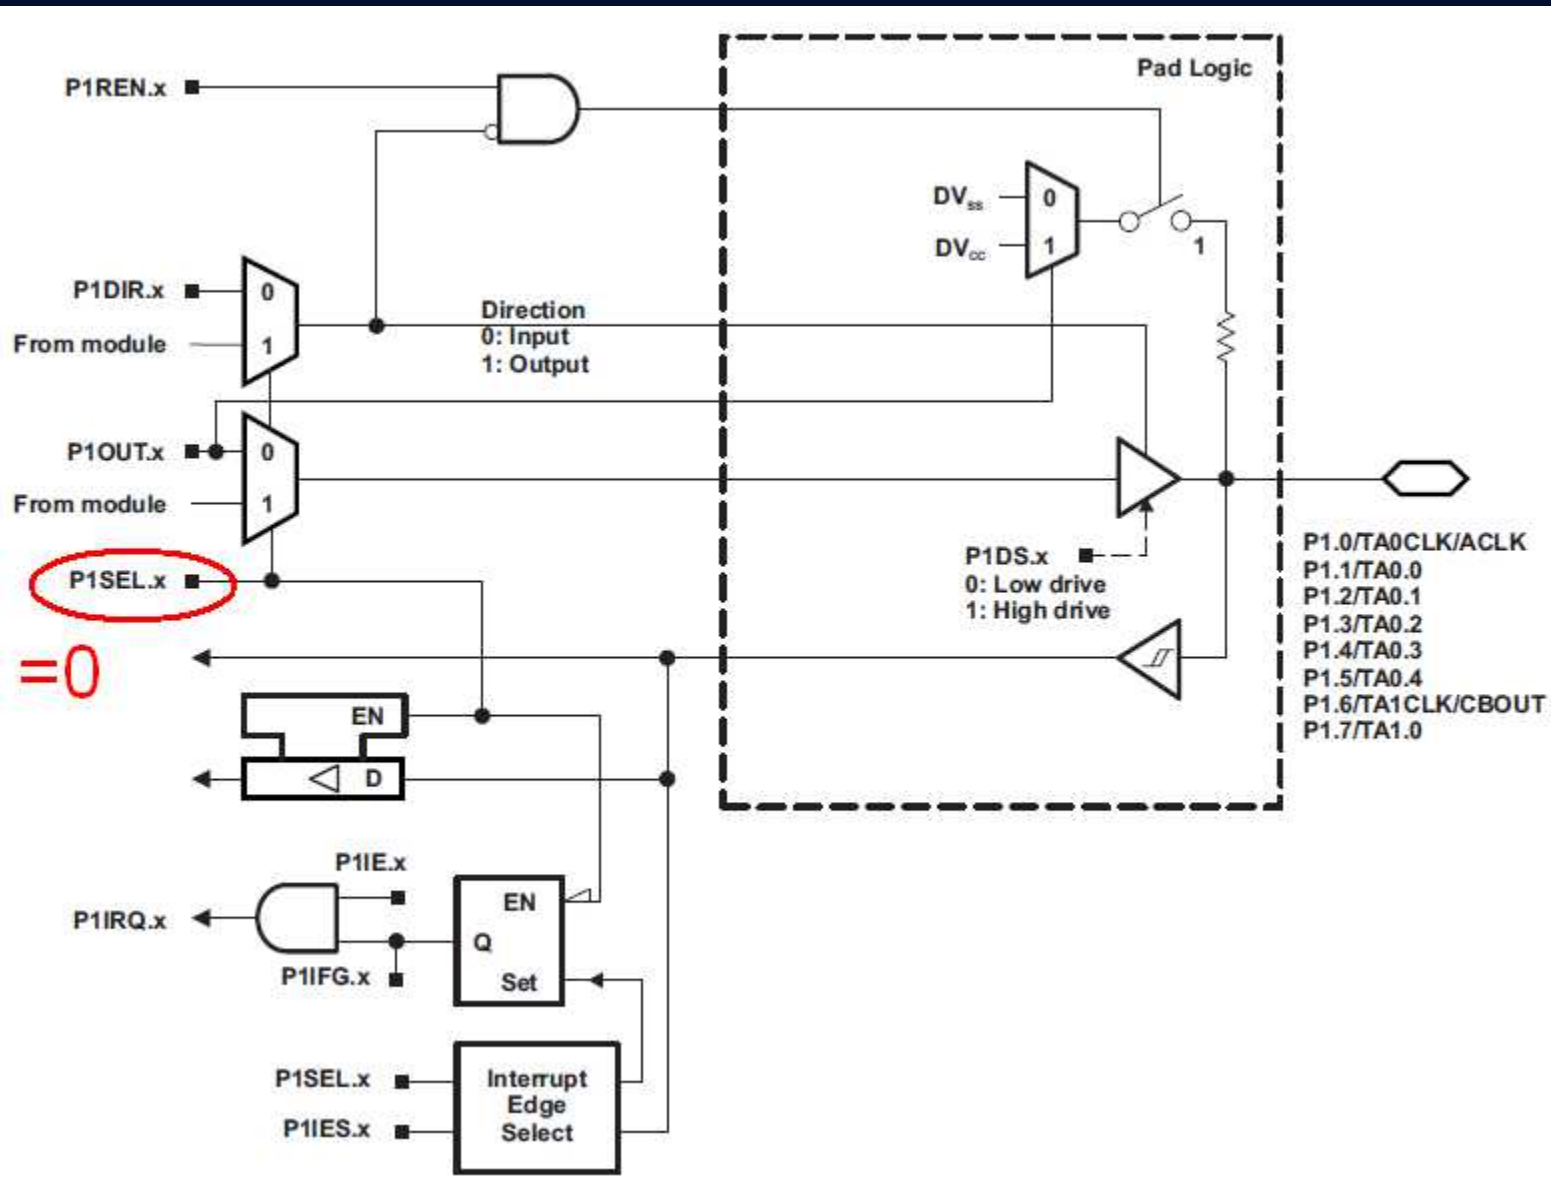 Pad Logic
P1REN.x
DVss
0
DVcc
1
1
P1DIR.x
0
From module
1
Direction
0: Input
1: Output
P1OUT.x
0
From module
1
P1SEL.x
=0
P1DS.x
0: Low drive
1: High drive
P1.0/TA0CLK/ACLK
P1.1/TA0.0
P1.2/TA0.1
P1.3/TA0.2
P1.4/TA0.3
P1.5/TA0.4
P1.6/TA1CLK/CBOUT
P1.7/TA1.0
EN
D
P1IE.x
P1IRQ.x
P1IFG.x
EN
Q
Set
P1SEL.x
P1IES.x
Interrupt
Edge
Select